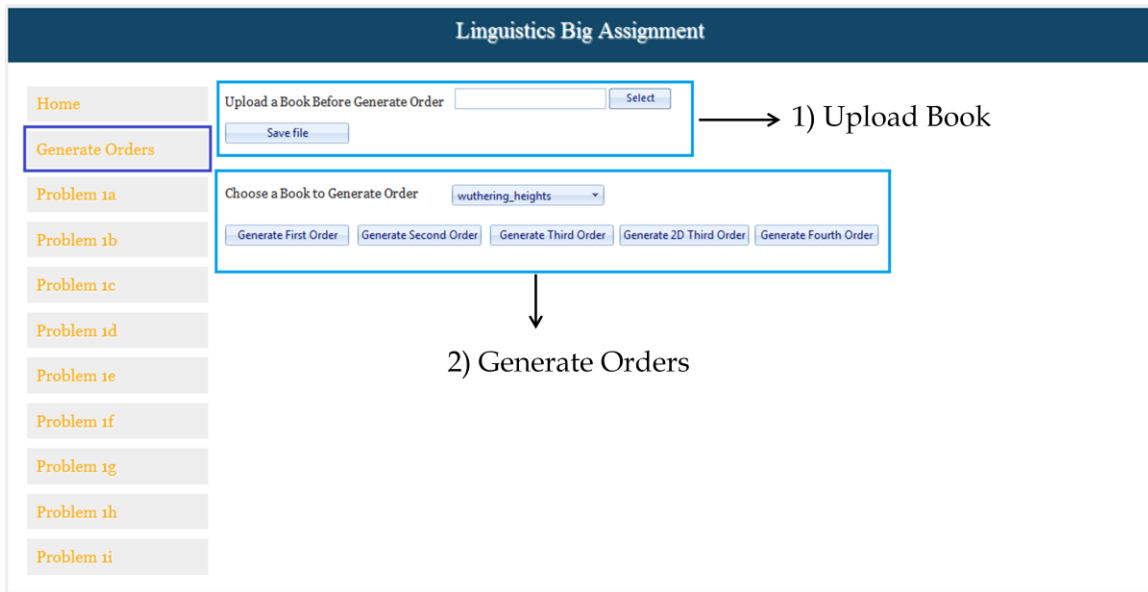 Linguistics Big Assignment
Home
Generate Orders
Problem 1a
Problem 1b
Problem 1c
Problem 1d
Problem 1e
Problem 1f
Problem 1g
Problem 1h
Problem 1i
Upload a Book Before Generate Order Select
Save file
1) Upload Book
Choose a Book to Generate Order wuthering_heights
Generate First Order Generate Second Order Generate Third Order Generate 2D Third Order Generate Fourth Order
2) Generate Orders